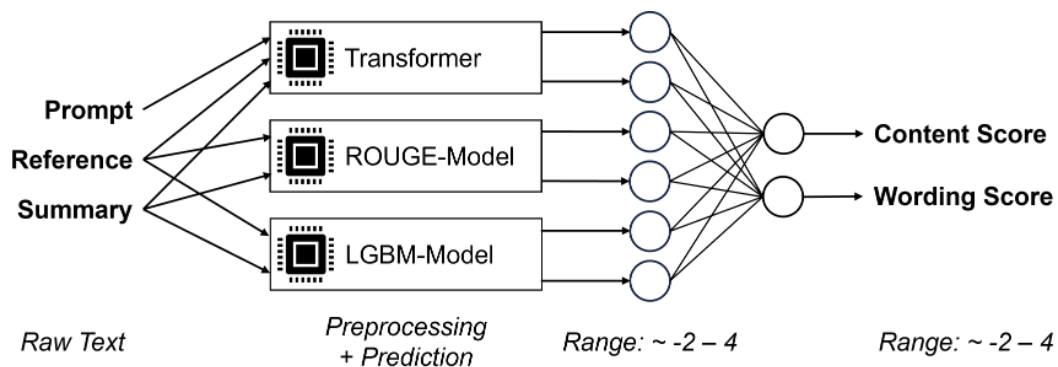 Prompt
Reference
Summary
Transformer
ROUGE-Model
LGBM-Model
Content Score
Wording Score
Raw Text
Preprocessing
+ Prediction
Range: ~ -2 – 4
Range: ~ -2 – 4